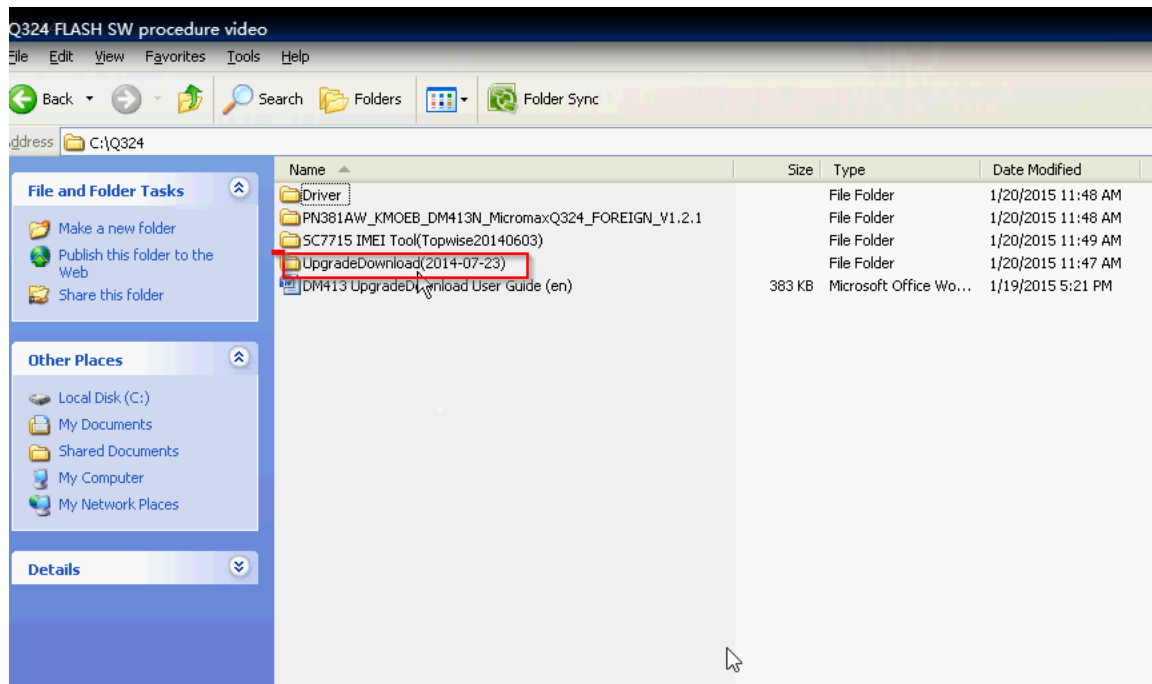 Q324 FLASH SW procedure video
File Edit View Favorites Tools Help
Back Search Folders Folder Sync
Address C:\Q324
Name Size Type Date Modified
File and Folder Tasks
Make a new folder
Publish this folder to the
Web
Share this folder
Other Places
Local Disk (C:)
My Documents
Shared Documents
My Computer
My Network Places
Details
Driver File Folder 1/20/2015 11:48 AM
PN381AW_KMOEB_DM413N_MicromaxQ324_FOREIGN_V1.2.1 File Folder 1/20/2015 11:48 AM
SC7715 IMEI Tool(Topwise20140603) File Folder 1/20/2015 11:49 AM
UpgradeDownload(2014-07-23) File Folder 1/20/2015 11:47 AM
DM413 UpgradeDownload User Guide (en) 383 KB Microsoft Office Wo... 1/19/2015 5:21 PM